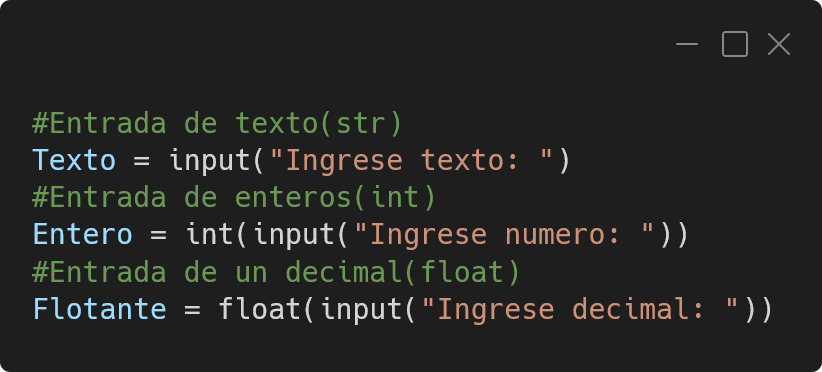 #Entrada de texto(str)
Texto = input("Ingrese texto: ")
#Entrada de enteros(int)
Entero = int(input("Ingrese numero: "))
#Entrada de un decimal(float)
Flotante = float(input("Ingrese decimal: "))